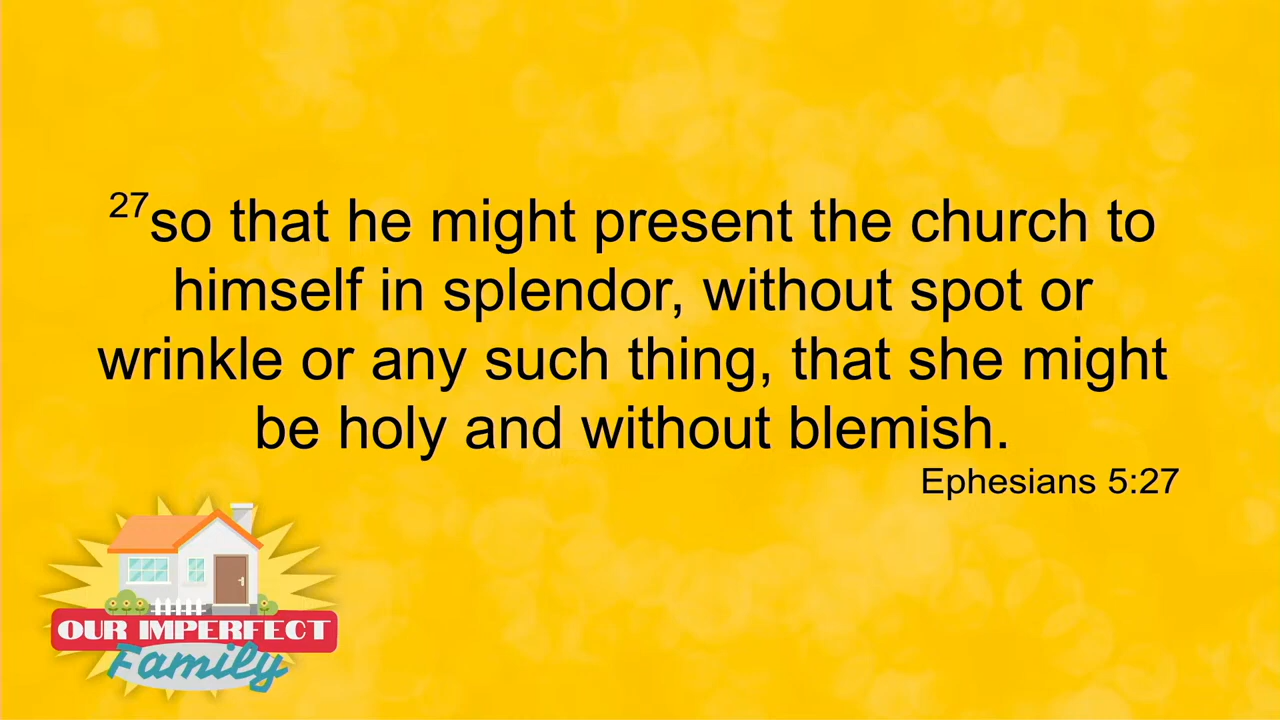 27so that he might present the church to
himself in splendor, without spot or
wrinkle or any such thing, that she might
be holy and without blemish.
Ephesians 5:27
OUR IMPERFECT
Family